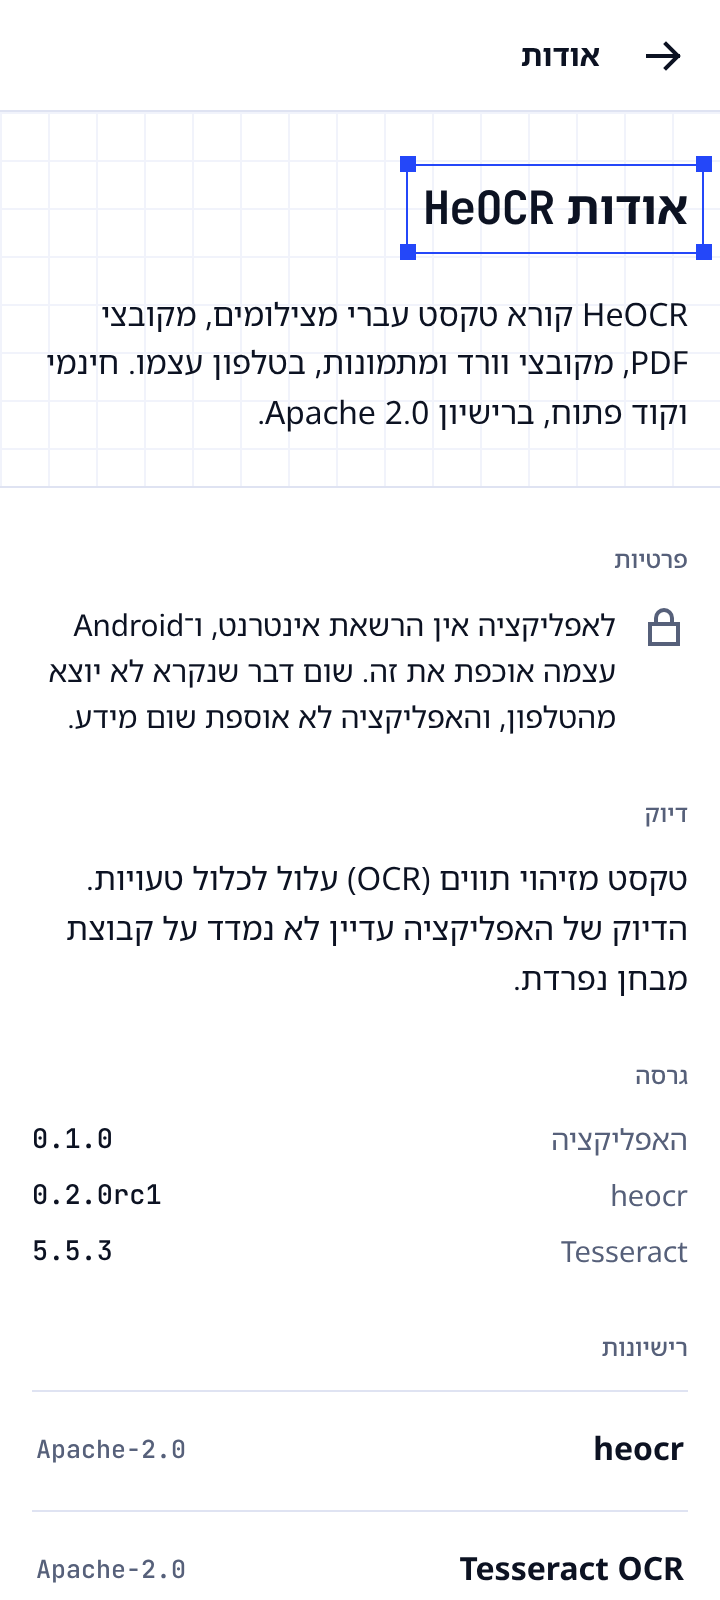 אודות
אודות HeOCR
HeOCR קורא טקסט עברי מצילומים, מקובצי
PDF, מקובצי וורד ומתמונות, בטלפון עצמו. חינמי
וקוד פתוח, ברישיון Apache 2.0.
פרטיות
לאפליקציה אין הרשאת אינטרנט, ו־Android
עצמה אוכפת את זה. שום דבר שנקרא לא יוצא
מהטלפון, והאפליקציה לא אוספת שום מידע.
דיוק
טקסט מזיהוי תווים (OCR) עלול לכלול טעויות.
הדיוק של האפליקציה עדיין לא נמדד על קבוצת
מבחן נפרדת.
גרסה
האפליקציה 0.1.0
heocr 0.2.0rc1
Tesseract 5.5.3
רישיונות
heocr Apache-2.0
Tesseract OCR Apache-2.0